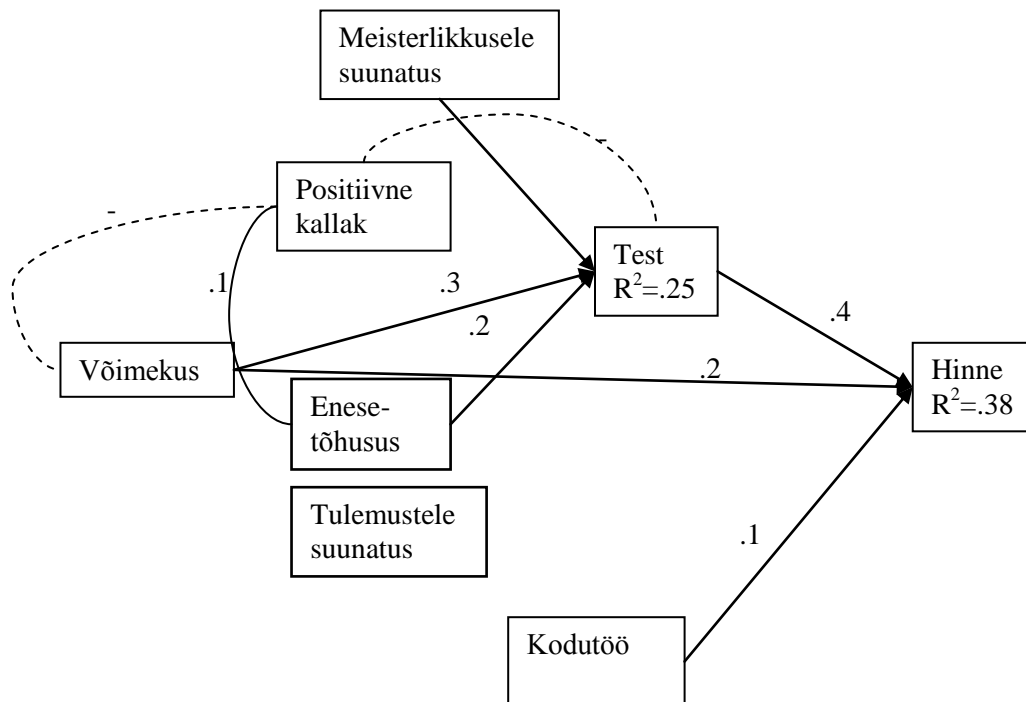 Meisterlikkusele
suunatus
-
Positiivne
kallak
-
.1
Test
R²=.25
.3
.2
.4
Võimekus
.2
Hinne
R²=.38
Enese-
tõhusus
Tulemustele
suunatus
.1
Kodutöö